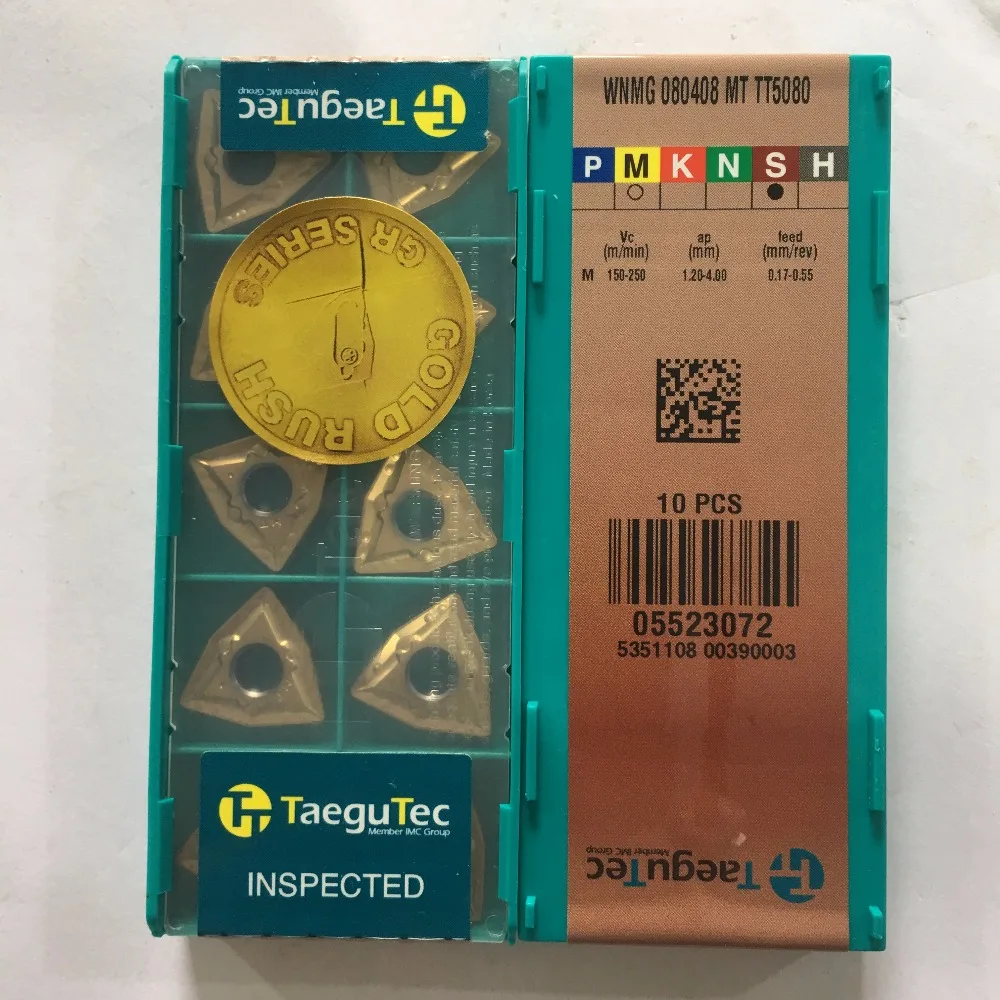 TaeguTec
Member IMC Group
GOLD RUSH
GR SERIES
TaeguTec
Member IMC Group
INSPECTED
WNMG 080408 MT TT5080
P M K N S H
Vc ap feed
(m/min) (mm) (mm/rev)
M 150-250 1.20-4.00 0.17-0.55
10 PCS
05523072
5351108 00390003
TaeguTec
Member IMC Group